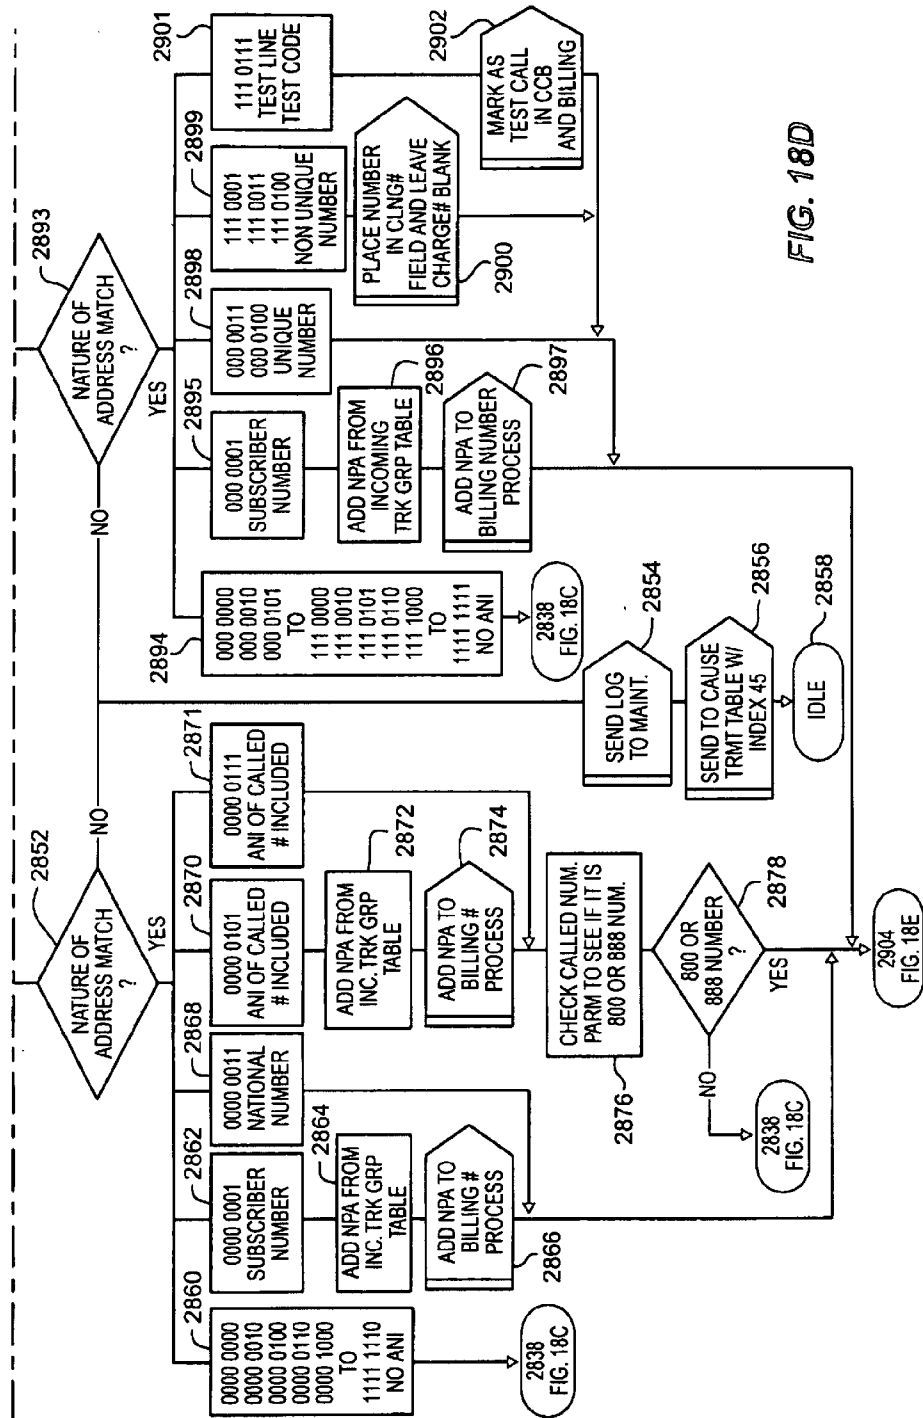 2852
NATURE OF
ADDRESS MATCH
?
NO
YES
2893
NATURE OF
ADDRESS MATCH
?
NO
YES
2860
0000 0000
0000 0010
0000 0100
0000 0110
0000 1000
TO
1111 1110
NO ANI
2838
FIG. 18C
2862
0000 0001
SUBSCRIBER
NUMBER
2864
ADD NPA FROM
INC. TRK GRP
TABLE
ADD NPA TO
BILLING #
PROCESS
2866
2868
0000 0011
NATIONAL
NUMBER
2870
0000 0101
ANI OF CALLED
# INCLUDED
2872
ADD NPA FROM
INC. TRK GRP
TABLE
2874
ADD NPA TO
BILLING #
PROCESS
2871
0000 0111
ANI OF CALLED
# INCLUDED
CHECK CALLED NUM.
PARM TO SEE IF IT IS
800 OR 888 NUM.
2876
2878
800 OR
888 NUMBER
?
NO
YES
2838
FIG. 18C
2904
FIG. 18E
2854
SEND LOG
TO MAINT.
2856
SEND TO CAUSE
TRMT TABLE W/
INDEX 45
2858
IDLE
2894
000 0000
000 0010
000 0101
TO
111 0000
111 0010
111 0101
111 0110
111 1000
TO
1111 1111
NO ANI
2838
FIG. 18C
2895
000 0001
SUBSCRIBER
NUMBER
2896
ADD NPA FROM
INCOMING
TRK GRP TABLE
2897
ADD NPA TO
BILLING NUMBER
PROCESS
2898
000 0011
000 0100
UNIQUE
NUMBER
2899
111 0001
111 0011
111 0100
NON UNIQUE
NUMBER
PLACE NUMBER
IN CLNG#
FIELD AND LEAVE
CHARGE# BLANK
2900
2901
111 0111
TEST LINE
TEST CODE
2902
MARK AS
TEST CALL
IN CCB
AND BILLING
FIG. 18D